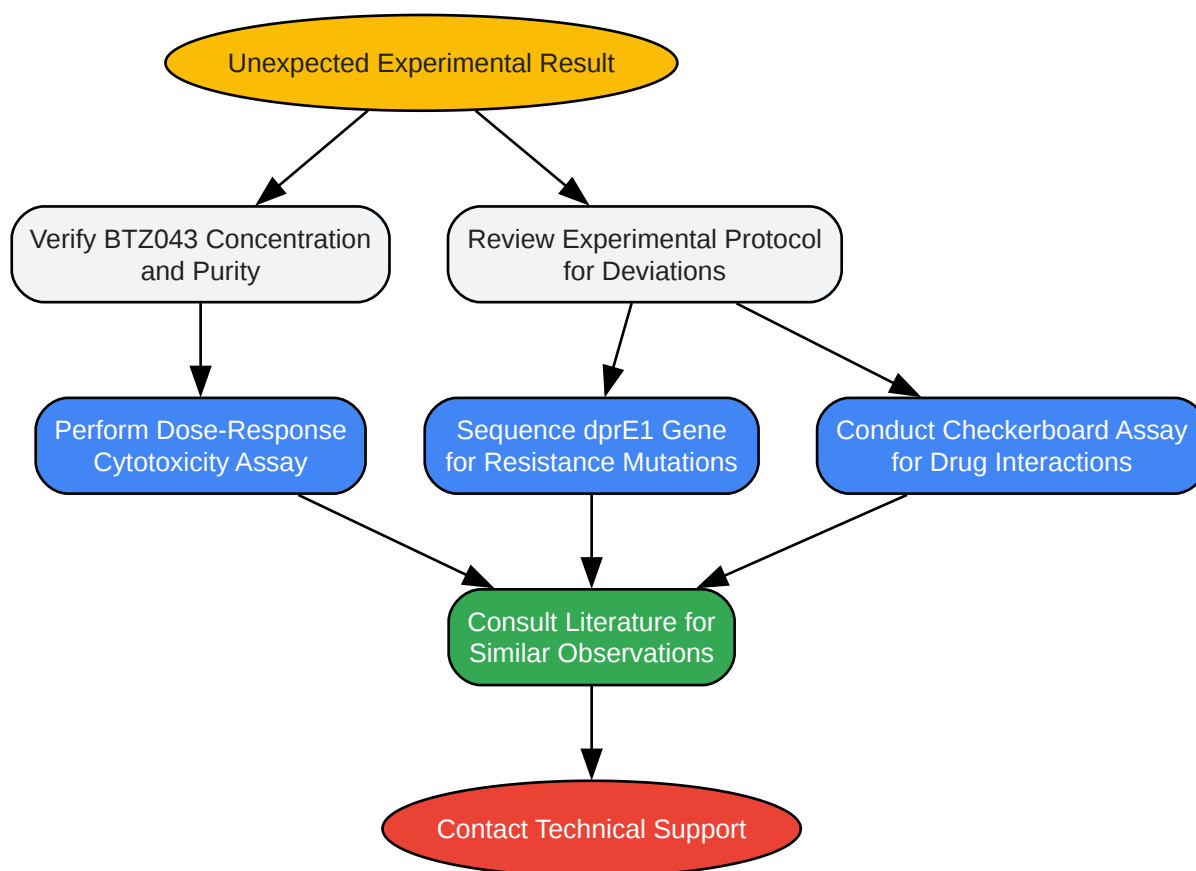 Unexpected Experimental Result
Verify BTZ043 Concentration
and Purity
Review Experimental Protocol
for Deviations
Perform Dose-Response
Cytotoxicity Assay
Sequence dprE1 Gene
for Resistance Mutations
Conduct Checkerboard Assay
for Drug Interactions
Consult Literature for
Similar Observations
Contact Technical Support